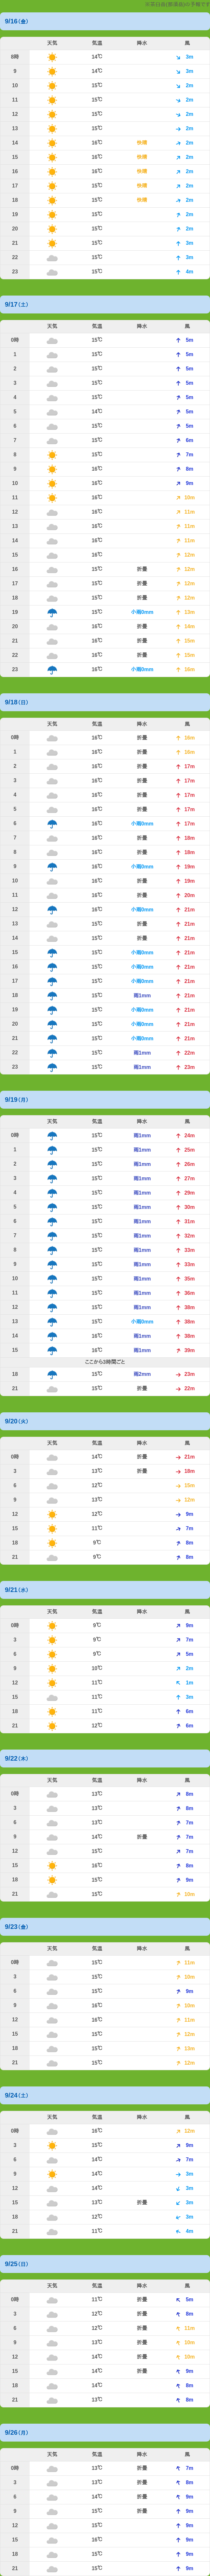 ※茶臼岳(那須岳)の予報です
9/16(金)
天気 気温 降水 風
8時 14℃ 3m
9 14℃ 3m
10 15℃ 2m
11 15℃ 2m
12 15℃ 2m
13 15℃ 3m
14 16℃ 快晴 2m
15 16℃ 快晴 2m
16 16℃ 快晴 2m
17 15℃ 快晴 2m
18 15℃ 快晴 2m
19 15℃ 2m
20 15℃ 2m
21 15℃ 3m
22 15℃ 3m
23 15℃ 4m
9/17(土)
天気 気温 降水 風
0時 15℃ 5m
1 15℃ 5m
2 15℃ 5m
3 15℃ 5m
4 15℃ 5m
5 14℃ 5m
6 15℃ 5m
7 15℃ 6m
8 15℃ 7m
9 16℃ 8m
10 16℃ 9m
11 16℃ 10m
12 16℃ 11m
13 16℃ 11m
14 16℃ 11m
15 16℃ 12m
16 15℃ 折畳 12m
17 15℃ 折畳 12m
18 15℃ 折畳 12m
19 15℃ 小雨0mm 13m
20 16℃ 折畳 14m
21 16℃ 折畳 15m
22 16℃ 折畳 15m
23 16℃ 小雨0mm 16m
9/18(日)
天気 気温 降水 風
0時 16℃ 折畳 16m
1 16℃ 折畳 16m
2 16℃ 折畳 17m
3 16℃ 折畳 17m
4 16℃ 折畳 17m
5 16℃ 折畳 17m
6 16℃ 小雨0mm 17m
7 16℃ 折畳 18m
8 16℃ 折畳 18m
9 16℃ 小雨0mm 19m
10 16℃ 折畳 19m
11 16℃ 折畳 20m
12 16℃ 小雨0mm 21m
13 15℃ 折畳 21m
14 15℃ 折畳 21m
15 15℃ 小雨0mm 21m
16 15℃ 小雨0mm 21m
17 15℃ 小雨0mm 21m
18 15℃ 雨1mm 21m
19 15℃ 小雨0mm 21m
20 15℃ 小雨0mm 21m
21 15℃ 小雨0mm 21m
22 15℃ 雨1mm 22m
23 15℃ 雨1mm 23m
9/19(月)
天気 気温 降水 風
0時 15℃ 雨1mm 24m
1 15℃ 雨1mm 25m
2 15℃ 雨1mm 26m
3 15℃ 雨1mm 27m
4 15℃ 雨1mm 29m
5 15℃ 雨1mm 30m
6 15℃ 雨1mm 31m
7 15℃ 雨1mm 32m
8 15℃ 雨1mm 33m
9 15℃ 雨1mm 33m
10 15℃ 雨1mm 35m
11 15℃ 雨1mm 36m
12 15℃ 雨1mm 38m
13 15℃ 小雨0mm 38m
14 16℃ 雨1mm 38m
15 16℃ 雨1mm 39m
ここから3時間ごと
18 15℃ 雨2mm 23m
21 15℃ 折畳 22m
9/20(火)
天気 気温 降水 風
0時 14℃ 折畳 21m
3 13℃ 折畳 18m
6 12℃ 15m
9 13℃ 12m
12 12℃ 9m
15 11℃ 7m
18 9℃ 8m
21 9℃ 8m
9/21(水)
天気 気温 降水 風
0時 9℃ 9m
3 9℃ 7m
6 9℃ 5m
9 10℃ 2m
12 11℃ 1m
15 11℃ 3m
18 11℃ 6m
21 12℃ 6m
9/22(木)
天気 気温 降水 風
0時 13℃ 8m
3 13℃ 8m
6 13℃ 7m
9 14℃ 折畳 7m
12 15℃ 7m
15 16℃ 8m
18 15℃ 9m
21 15℃ 10m
9/23(金)
天気 気温 降水 風
0時 15℃ 11m
3 15℃ 10m
6 15℃ 9m
9 16℃ 10m
12 16℃ 11m
15 15℃ 12m
18 15℃ 13m
21 15℃ 12m
9/24(土)
天気 気温 降水 風
0時 16℃ 12m
3 15℃ 9m
6 14℃ 7m
9 14℃ 3m
12 14℃ 3m
15 13℃ 折畳 3m
18 12℃ 3m
21 11℃ 4m
9/25(日)
天気 気温 降水 風
0時 11℃ 折畳 5m
3 12℃ 折畳 8m
6 12℃ 折畳 11m
9 13℃ 折畳 10m
12 14℃ 折畳 10m
15 14℃ 折畳 9m
18 14℃ 8m
21 13℃ 8m
9/26(月)
天気 気温 降水 風
0時 13℃ 折畳 7m
3 13℃ 折畳 8m
6 14℃ 折畳 9m
9 15℃ 折畳 9m
12 15℃ 9m
15 16℃ 9m
18 15℃ 9m
21 15℃ 9m